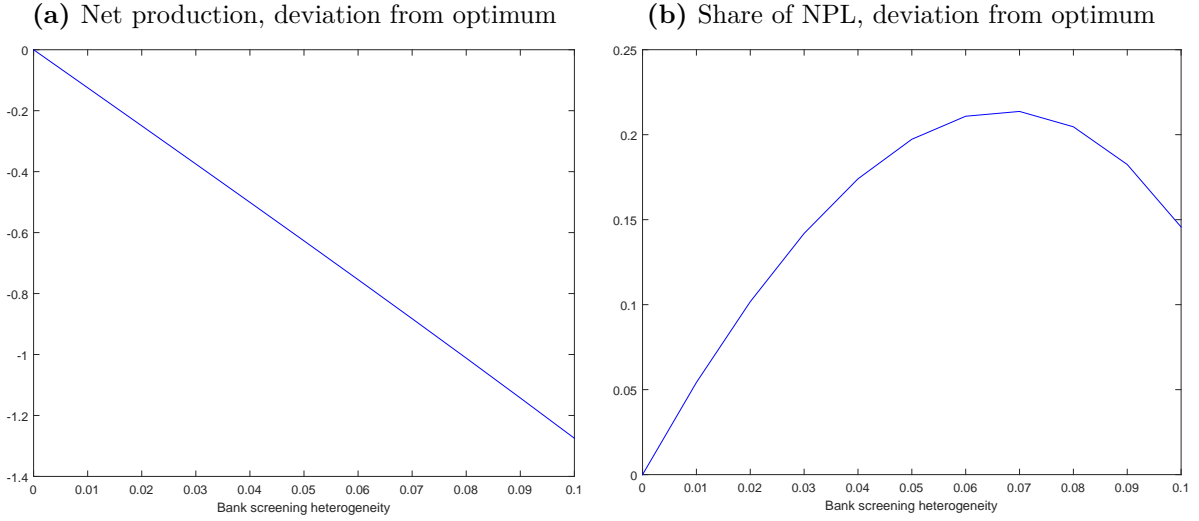 (a) Net production, deviation from optimum
0
-0.2
-0.4
-0.6
-0.8
-1
-1.2
-1.4
0 0.01 0.02 0.03 0.04 0.05 0.06 0.07 0.08 0.09 0.1
Bank screening heterogeneity
(b) Share of NPL, deviation from optimum
0.25
0.2
0.15
0.1
0.05
0
0 0.01 0.02 0.03 0.04 0.05 0.06 0.07 0.08 0.09 0.1
Bank screening heterogeneity